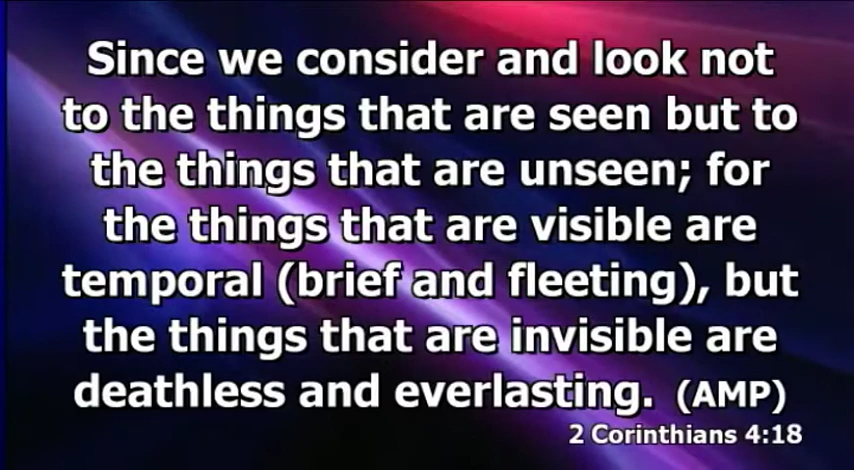 Since we consider and look not
to the things that are seen but to
the things that are unseen; for
the things that are visible are
temporal (brief and fleeting), but
the things that are invisible are
deathless and everlasting. (AMP)
2 Corinthians 4:18